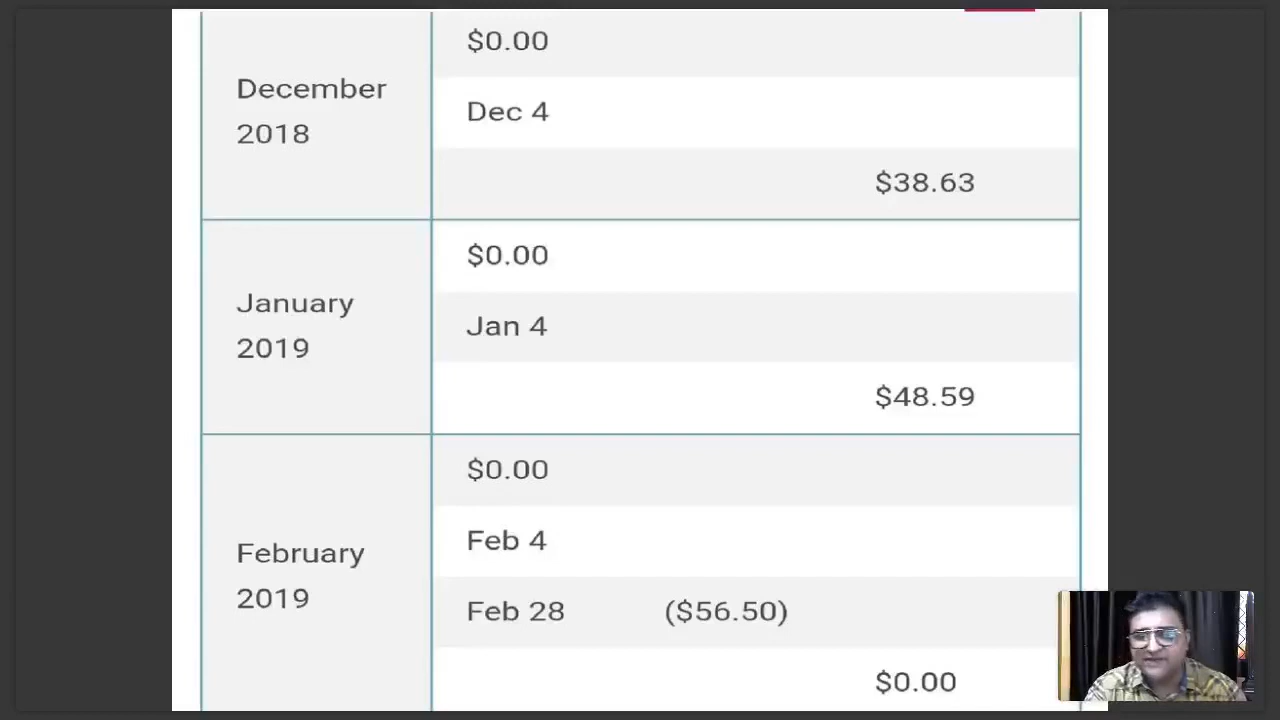 $0.00
December
2018
Dec 4
$38.63
$0.00
January
2019
Jan 4
$48.59
$0.00
Feb 4
February
2019
Feb 28 ($56.50)
$0.00